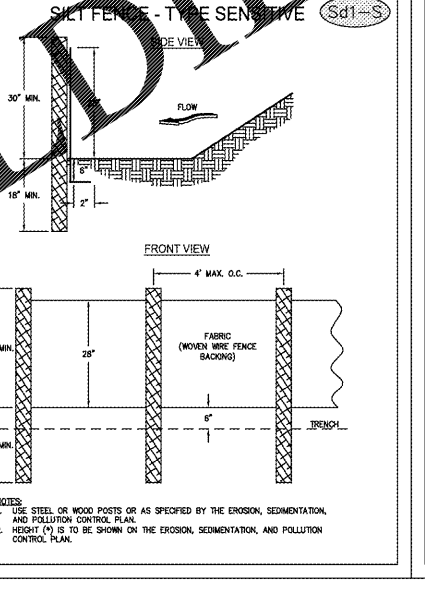 SILT FENCE - TYPE SENSITIVE
Sd1-S
SIDE VIEW
30" MIN.
FLOW
6"
18" MIN.
2"
FRONT VIEW
4' MAX. O.C.
MIN.
28"
FABRIC
(WOVEN WIRE FENCE
BACKING)
6"
TRENCH
MIN.
NOTES:
USE STEEL OR WOOD POSTS OR AS SPECIFIED BY THE EROSION, SEDIMENTATION,
AND POLLUTION CONTROL PLAN.
HEIGHT (*) IS TO BE SHOWN ON THE EROSION, SEDIMENTATION, AND POLLUTION
CONTROL PLAN.